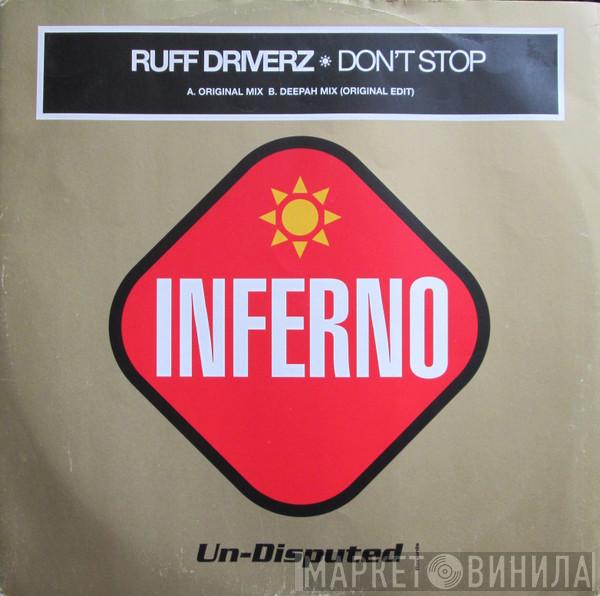 RUFF DRIVERZ ☀ DON'T STOP
A. ORIGINAL MIX B. DEEPAH MIX (ORIGINAL EDIT)
INFERNO
Un-Disputed
МАРКЕТ ВИНИЛА